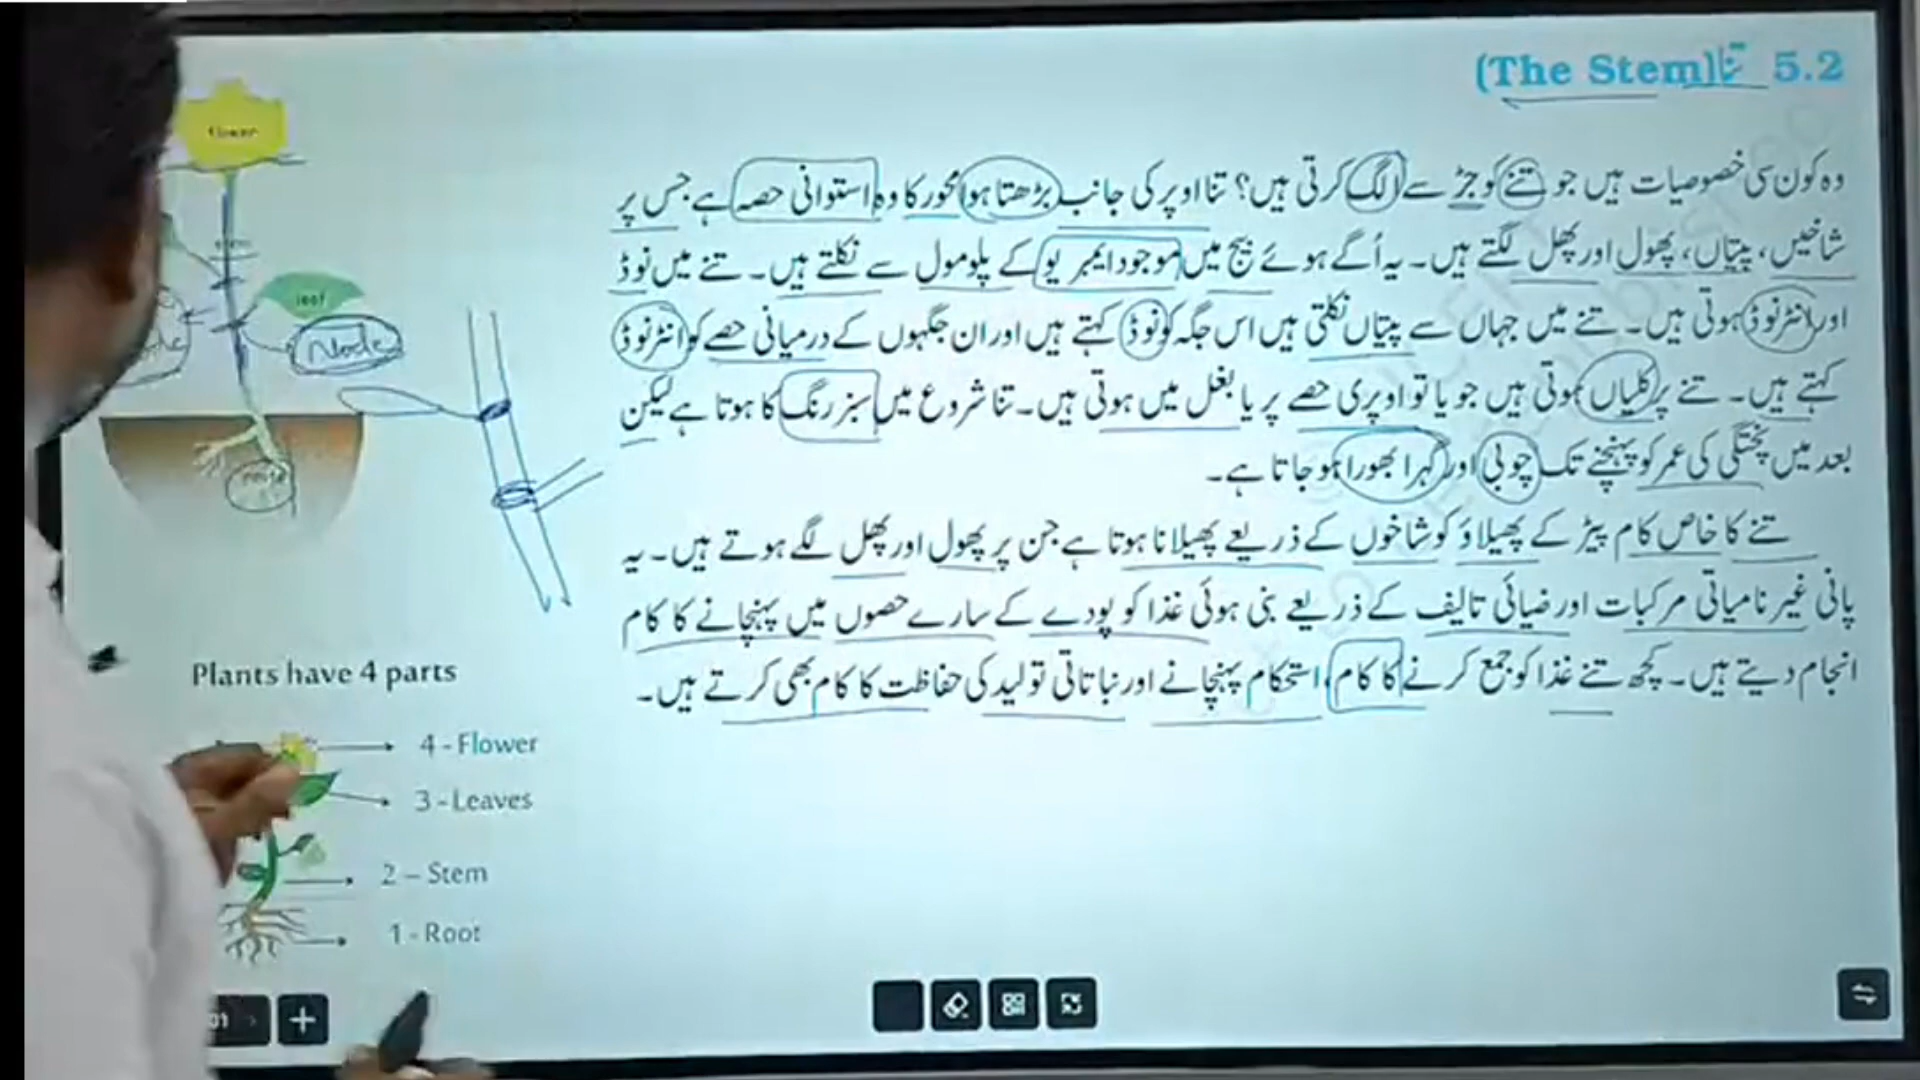 5.2 تنا (The Stem)
وہ کون سی خصوصیات ہیں جو تنے کو جڑ سے الگ کرتی ہیں؟ تنا اوپر کی جانب بڑھتا ہوا محور کا وہ استوانی حصہ ہے جس پر
شاخیں، پتیاں، پھول اور پھل لگتے ہیں۔ یہ اُگے ہوئے بیج میں موجود ایمبر یو کے پلومول سے نکلتے ہیں۔ تنے میں نوڈ
اور انٹرنوڈ ہوتی ہیں۔ تنے میں جہاں سے پتیاں نکلتی ہیں اس جگہ کو نوڈ کہتے ہیں اور ان جگہوں کے درمیانی حصے کو انٹرنوڈ
کہتے ہیں۔ تنے پر کلیاں ہوتی ہیں جو یا تو اوپری حصے پر یا بغل میں ہوتی ہیں۔ تنا شروع میں سبز رنگ کا ہوتا ہے لیکن
بعد میں پختگی کی عمر کو پہنچنے تک چوبی اور گہرا بھورا ہو جاتا ہے۔
تنے کا خاص کام پیڑ کے پھیلاؤ کو شاخوں کے ذریعے پھیلانا ہوتا ہے جن پر پھول اور پھل لگے ہوتے ہیں۔ یہ
پانی غیر نامیاتی مرکبات اور ضیائی تالیف کے ذریعے بنی ہوئی غذا کو پودے کے سارے حصوں میں پہنچانے کا کام
انجام دیتے ہیں۔ کچھ تنے غذا کو جمع کرنے کا کام، استحکام پہنچانے اور نباتاتی تولید کی حفاظت کا کام بھی کرتے ہیں۔
flower
leaf
Node
Plants have 4 parts
4 - Flower
3 - Leaves
2 – Stem
1 - Root
01